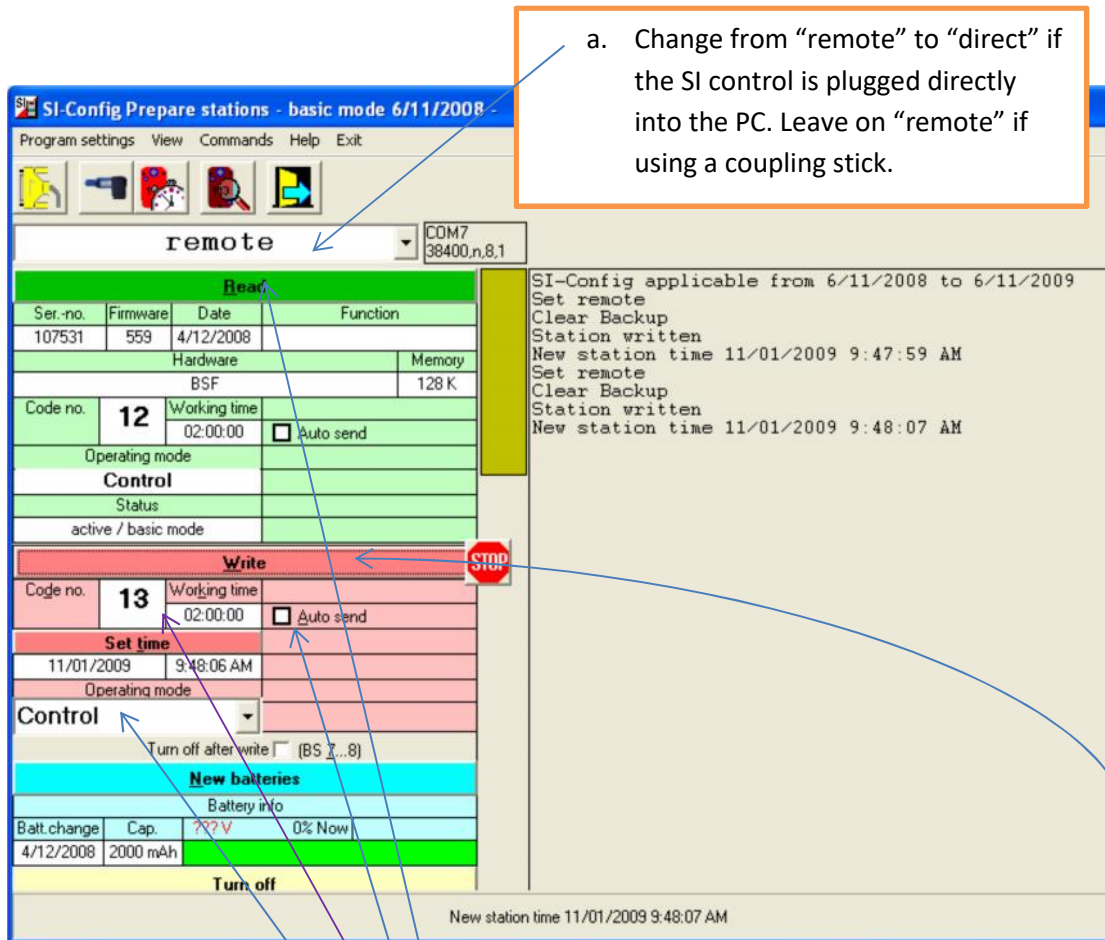 a. Change from “remote” to “direct” if
the SI control is plugged directly
into the PC. Leave on “remote” if
using a coupling stick.
SI-Config Prepare stations - basic mode 6/11/2008 -
Program settings View Commands Help Exit
remote
COM7
38400,n,8,1
Read
Ser.-no. Firmware Date Function
107531 559 4/12/2008
Hardware Memory
BSF 128 K
Code no. 12 Working time
02:00:00 Auto send
Operating mode
Control
Status
active / basic mode
Write
STOP
Code no. 13 Working time
02:00:00 Auto send
Set time
11/01/2009 9:48:06 AM
Operating mode
Control
Turn off after write (BS 7...8)
New batteries
Battery info
Batt.change Cap. ??? V 0% Now
4/12/2008 2000 mAh
Turn off
SI-Config applicable from 6/11/2008 to 6/11/2009
Set remote
Clear Backup
Station written
New station time 11/01/2009 9:47:59 AM
Set remote
Clear Backup
Station written
New station time 11/01/2009 9:48:07 AM
New station time 11/01/2009 9:48:07 AM